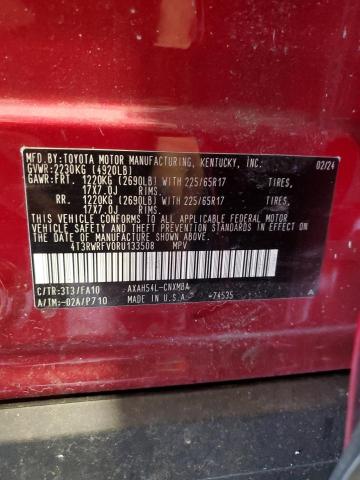 MFD.BY:TOYOTA MOTOR MANUFACTURING, KENTUCKY, INC. 02/24
GVWR:2230KG (4920LB)
GAWR:FRT. 1220KG (2690LB) WITH 225/65R17 TIRES,
17X7.0J RIMS.
RR. 1220KG (2690LB) WITH 225/65R17 TIRES,
17X7.0J RIMS.
THIS VEHICLE CONFORMS TO ALL APPLICABLE FEDERAL MOTOR
VEHICLE SAFETY STANDARDS IN EFFECT ON THE DATE OF
MANUFACTURE SHOWN ABOVE.
4T3RWRFV0RU133508 MPV
C/TR:3T3/FA10 AXAH54L-CNXMBA
A/TM:-02A/P710 MADE IN U.S.A. -74535 A